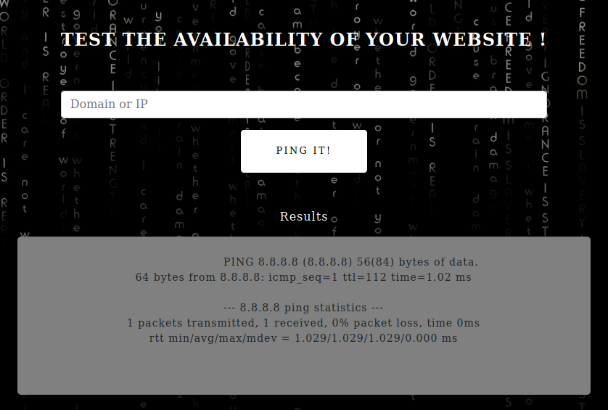 TEST THE AVAILABILITY OF YOUR WEBSITE !
Domain or IP
PING IT!
Results
PING 8.8.8.8 (8.8.8.8) 56(84) bytes of data.
64 bytes from 8.8.8.8: icmp_seq=1 ttl=112 time=1.02 ms
--- 8.8.8.8 ping statistics ---
1 packets transmitted, 1 received, 0% packet loss, time 0ms
rtt min/avg/max/mdev = 1.029/1.029/1.029/0.000 ms